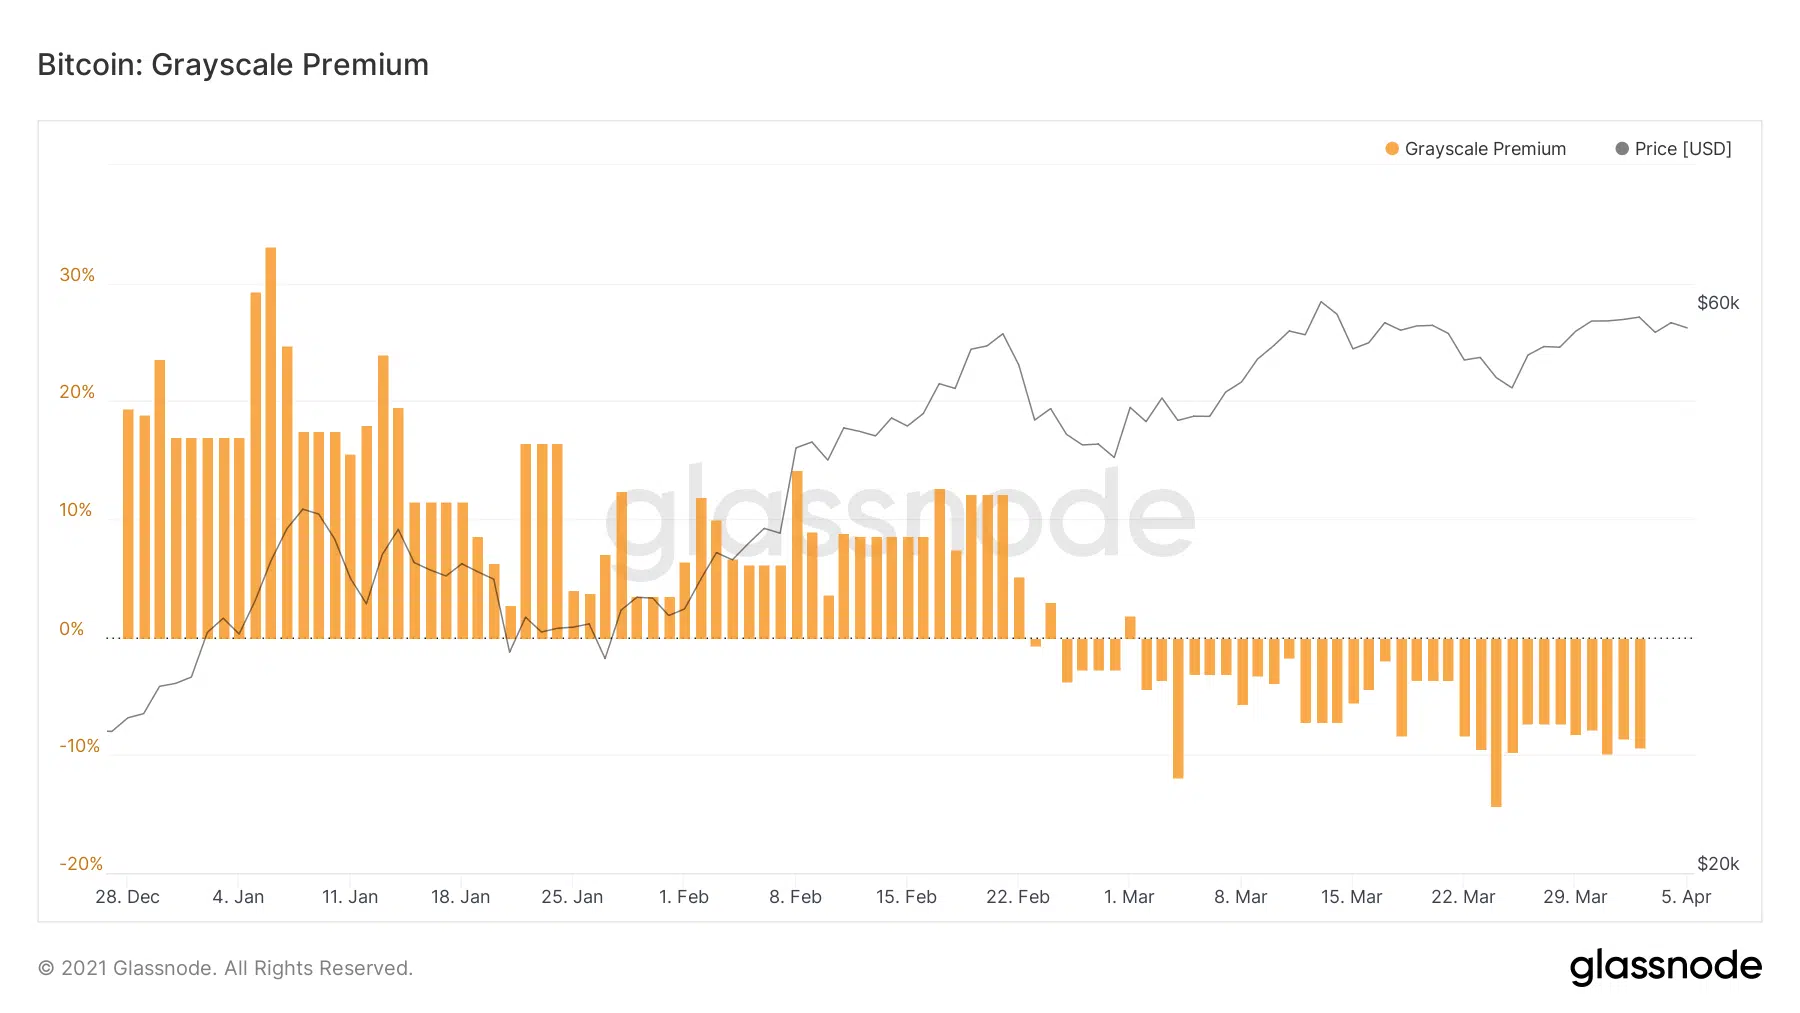 Bitcoin: Grayscale Premium
Grayscale Premium
Price [USD]
30%
20%
10%
0%
-10%
-20%
$60k
$20k
glassnode
28. Dec
4. Jan
11. Jan
18. Jan
25. Jan
1. Feb
8. Feb
15. Feb
22. Feb
1. Mar
8. Mar
15. Mar
22. Mar
29. Mar
5. Apr
© 2021 Glassnode. All Rights Reserved.
glassnode